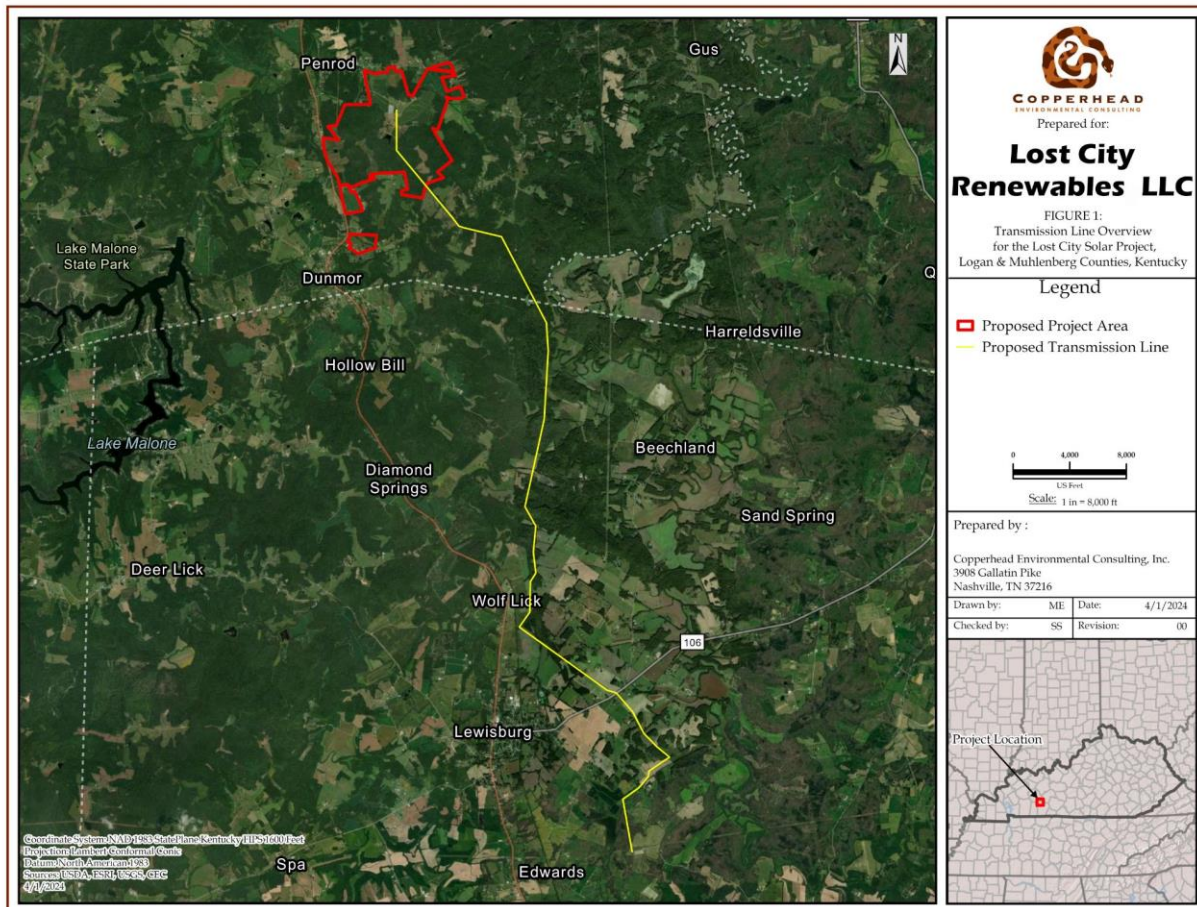 Penrod
Gus
N
Lake Malone
State Park
Dunmor
Q
Harreldsville
Hollow Bill
Lake Malone
Beechland
Diamond
Springs
Sand Spring
Deer Lick
Wolf Lick
106
Lewisburg
Spa
Edwards
Coordinate System: NAD 1983 StatePlane Kentucky FIPS 1600 Feet
Projection: Lambert Conformal Conic
Datum: North American 1983
Sources: USDA, ESRI, USGS, CEC
4/1/2024
COPPERHEAD
ENVIRONMENTAL CONSULTING
Prepared for:
Lost City
Renewables LLC
FIGURE 1:
Transmission Line Overview
for the Lost City Solar Project,
Logan & Muhlenberg Counties, Kentucky
Legend
Proposed Project Area
Proposed Transmission Line
0 4,000 8,000
US Feet
Scale: 1 in = 8,000 ft
Prepared by :
Copperhead Environmental Consulting, Inc.
3908 Gallatin Pike
Nashville, TN 37216
Drawn by: ME Date: 4/1/2024
Checked by: SS Revision: 00
Project Location